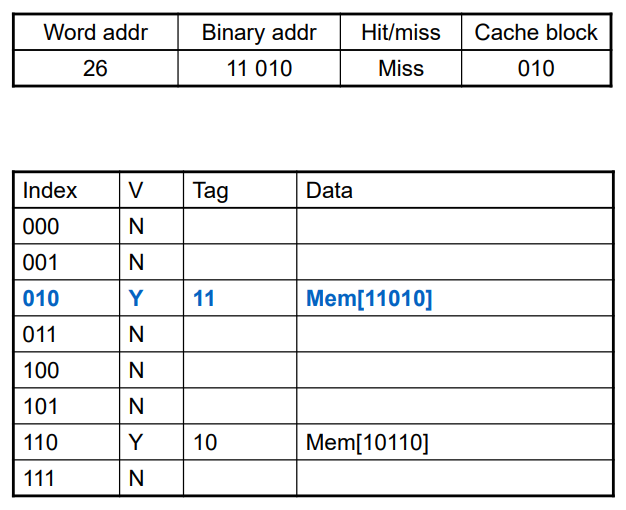 Word addr Binary addr Hit/miss Cache block
26 11 010 Miss 010
Index V Tag Data
000 N
001 N
010 Y 11 Mem[11010]
011 N
100 N
101 N
110 Y 10 Mem[10110]
111 N